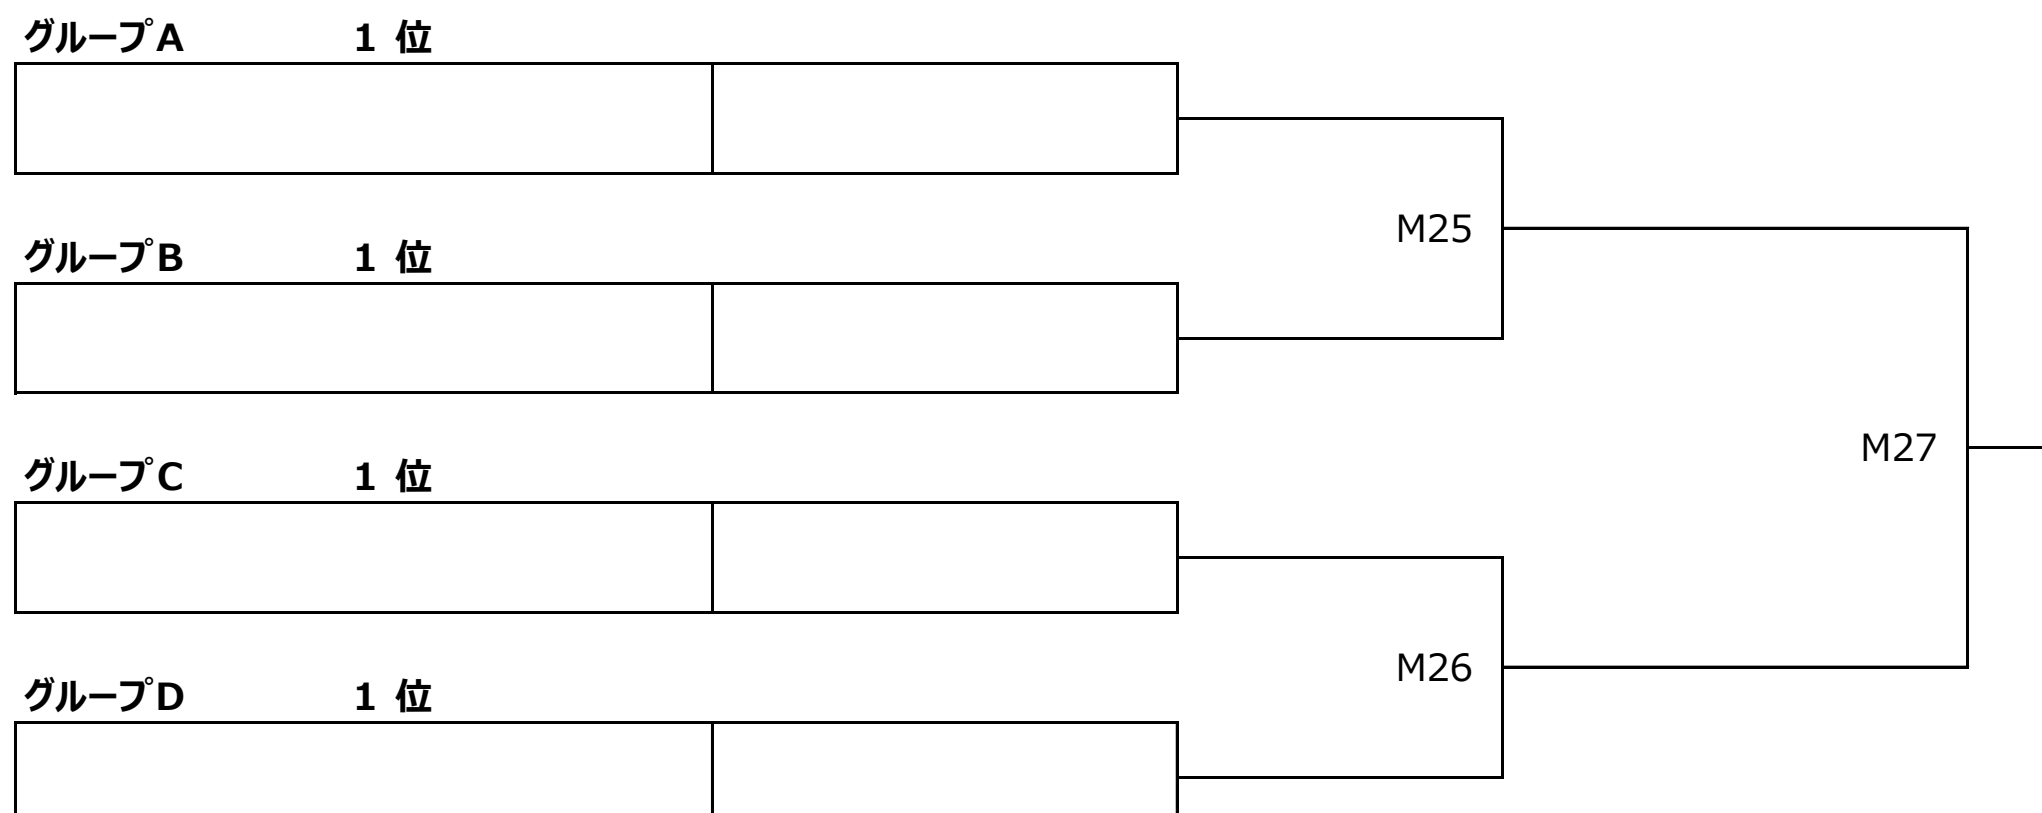 グループA 1 位
M25
グループB 1 位
M27
グループC 1 位
M26
グループD 1 位